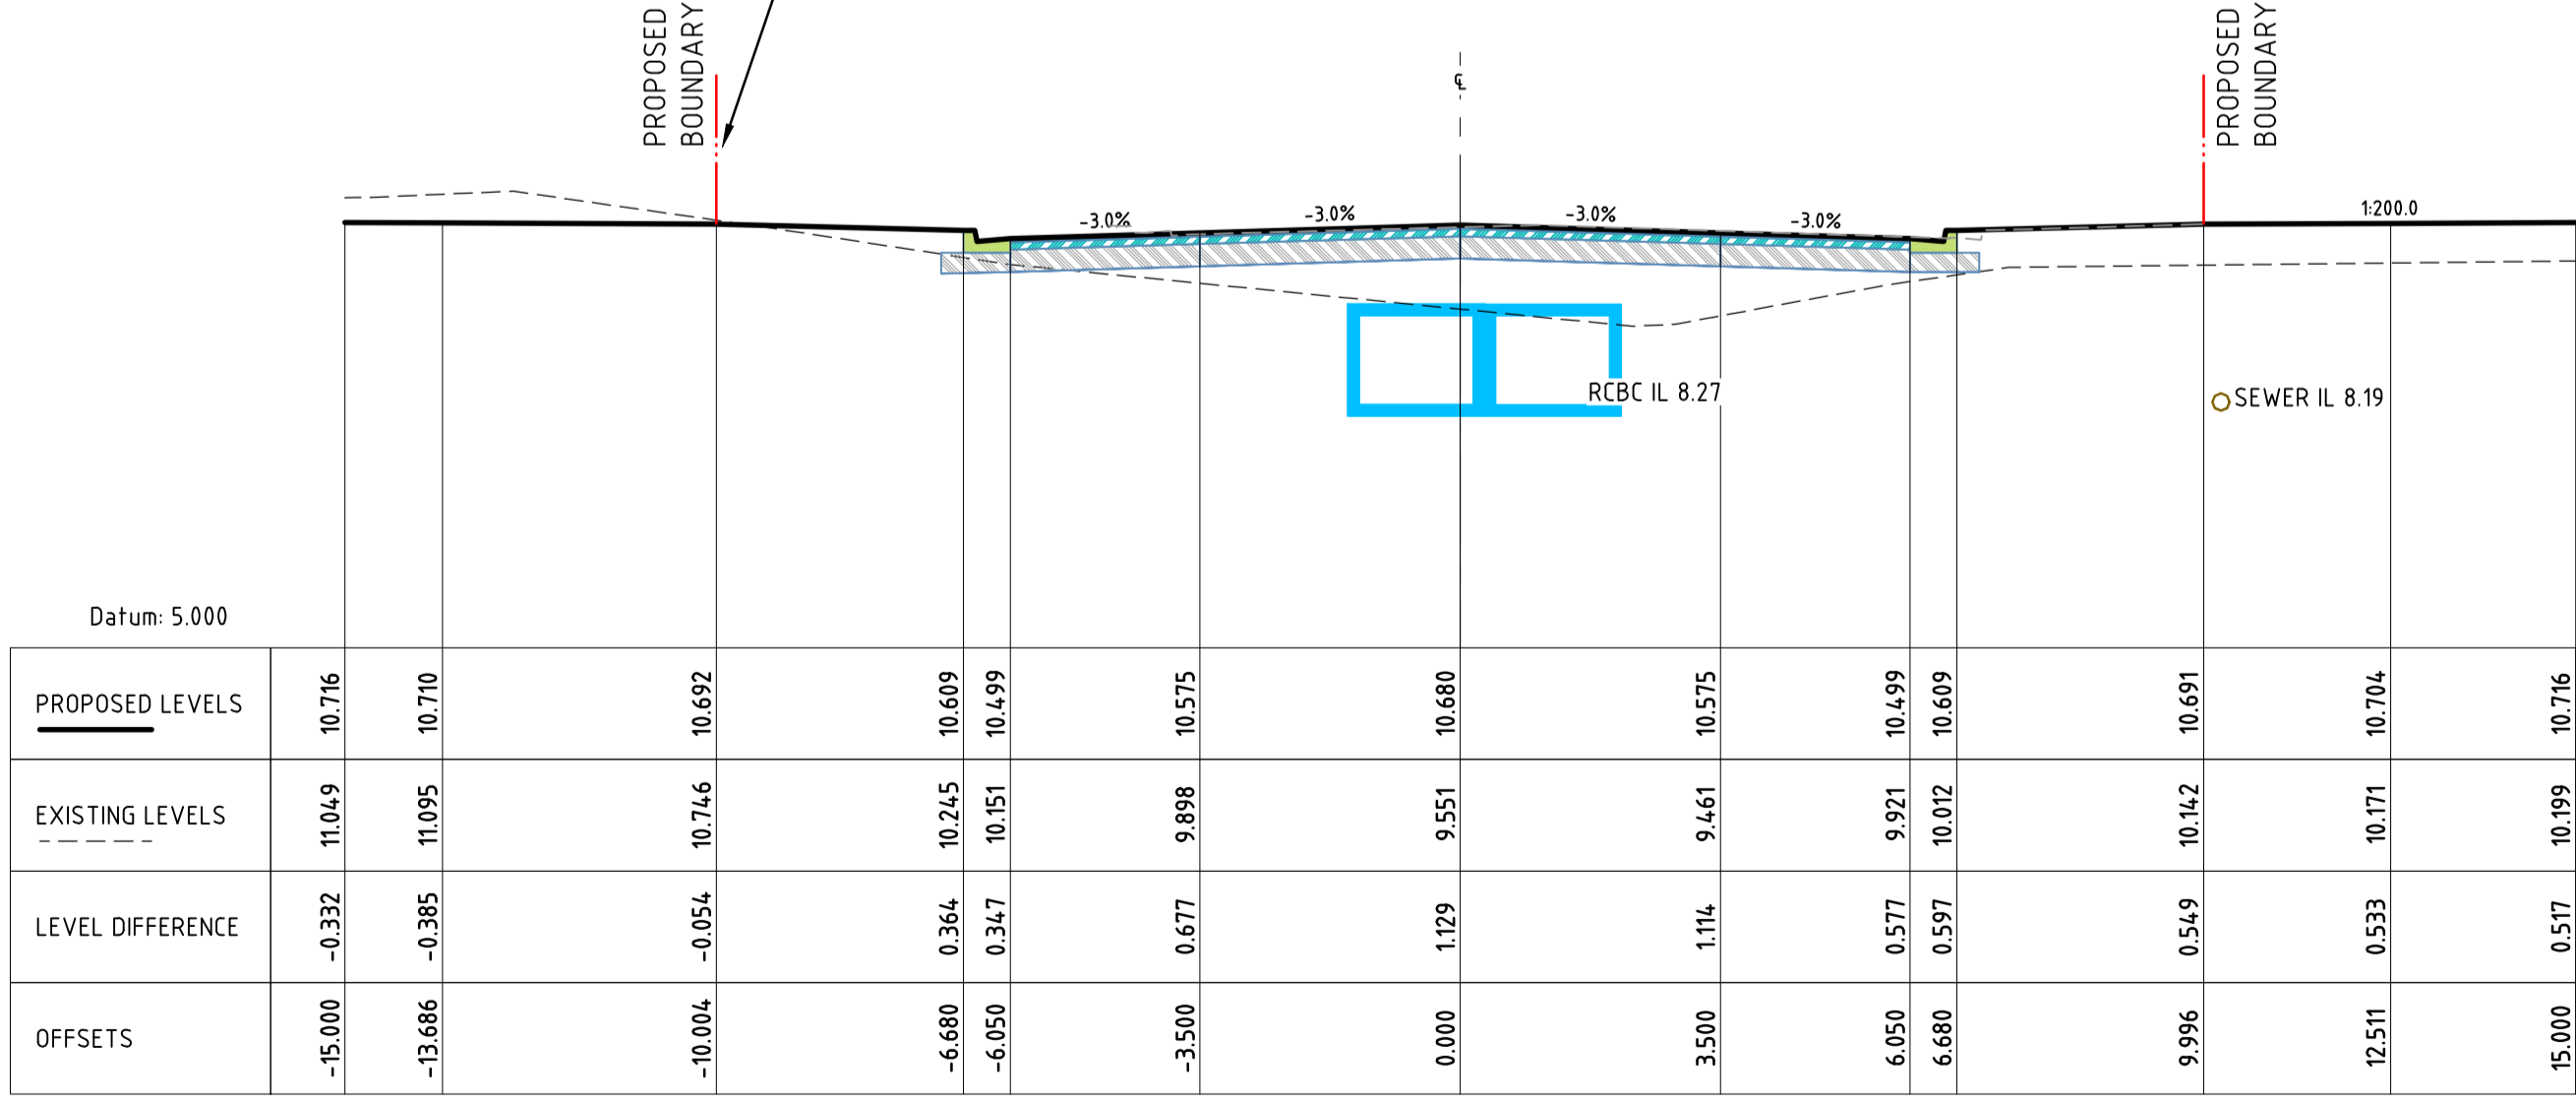 PROPOSED
BOUNDARY
℄
PROPOSED
BOUNDARY
-3.0%
-3.0%
-3.0%
-3.0%
1:200.0
RCBC IL 8.27
SEWER IL 8.19
Datum: 5.000
PROPOSED LEVELS 10.716 10.710 10.692 10.609 10.499 10.575 10.680 10.575 10.499 10.609 10.691 10.704 10.716
EXISTING LEVELS 11.049 11.095 10.746 10.245 10.151 9.898 9.551 9.461 9.921 10.012 10.142 10.171 10.199
LEVEL DIFFERENCE -0.332 -0.385 -0.054 0.364 0.347 0.677 1.129 1.114 0.577 0.597 0.549 0.533 0.517
OFFSETS -15.000 -13.686 -10.004 -6.680 -6.050 -3.500 0.000 3.500 6.050 6.680 9.996 12.511 15.000